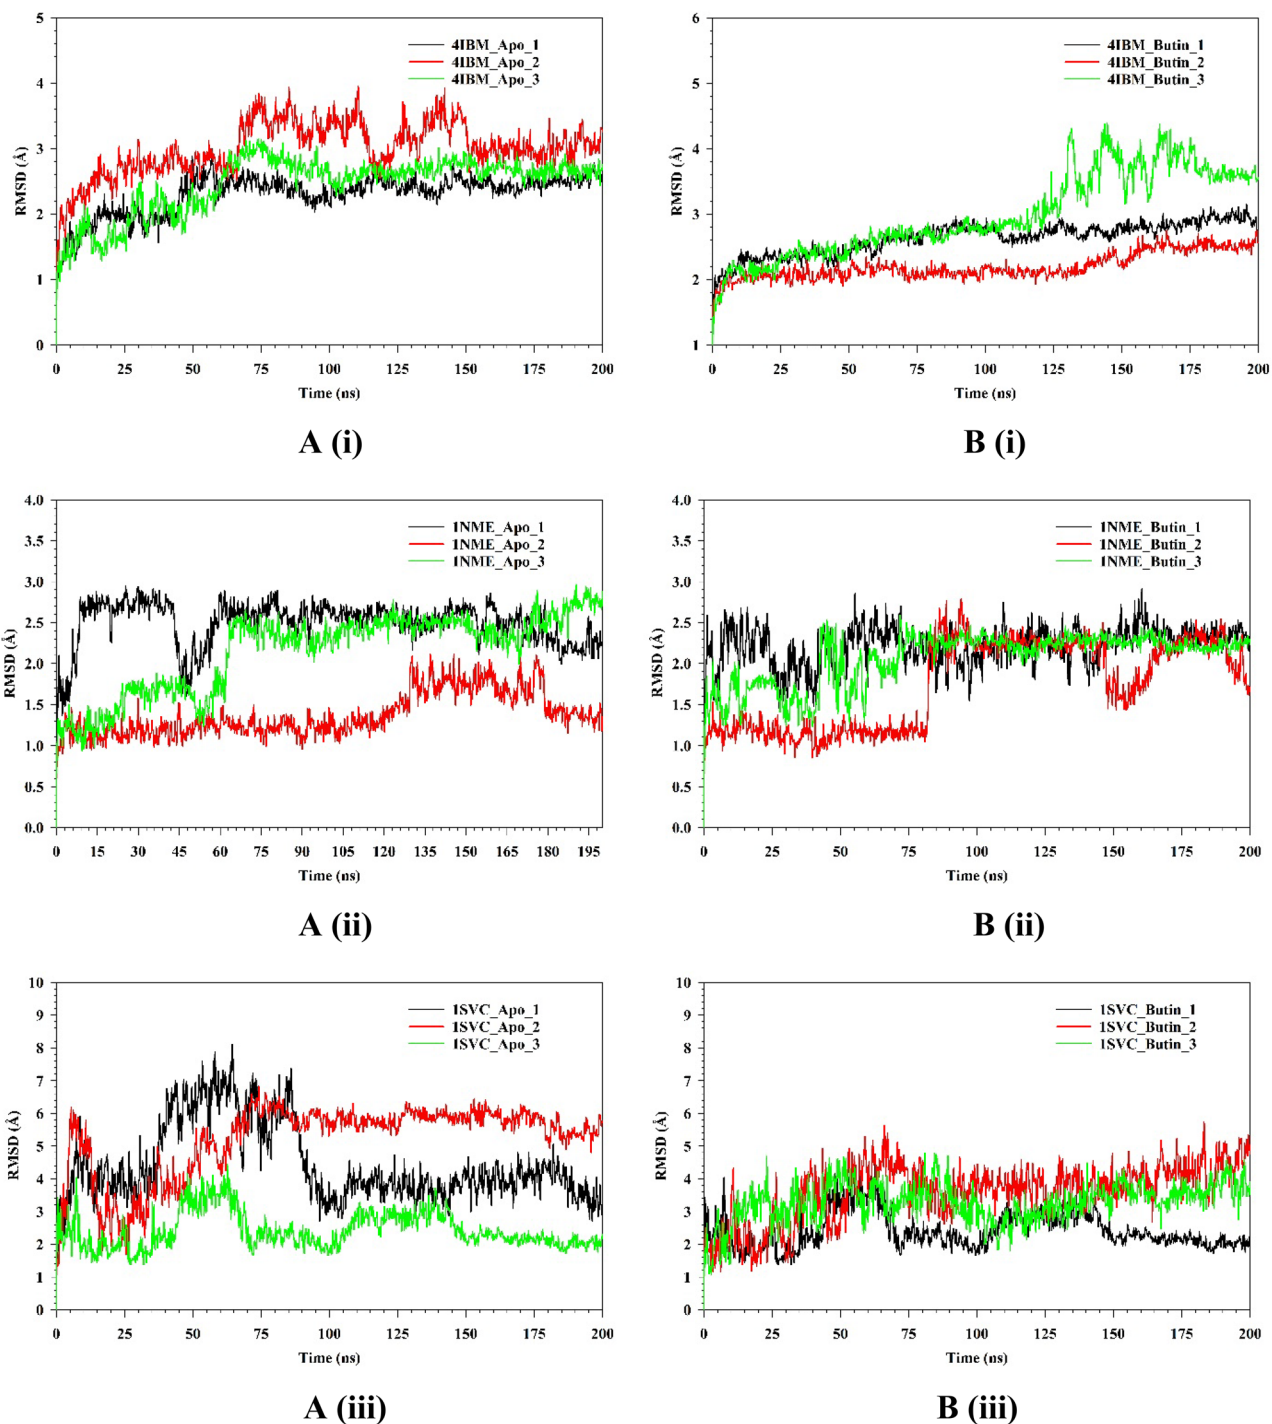 5
4
3
2
1
0
RMSD (Å)
4IBM_Apo_1
4IBM_Apo_2
4IBM_Apo_3
0 25 50 75 100 125 150 175 200
Time (ns)
A (i)
6
5
4
3
2
1
RMSD (Å)
4IBM_Butin_1
4IBM_Butin_2
4IBM_Butin_3
0 25 50 75 100 125 150 175 200
Time (ns)
B (i)
4.0
3.5
3.0
2.5
2.0
1.5
1.0
0.5
0.0
RMSD (Å)
1NME_Apo_1
1NME_Apo_2
1NME_Apo_3
0 15 30 45 60 75 90 105 120 135 150 165 180 195
Time (ns)
A (ii)
4.0
3.5
3.0
2.5
2.0
1.5
1.0
0.5
0.0
RMSD (Å)
1NME_Butin_1
1NME_Butin_2
1NME_Butin_3
0 25 50 75 100 125 150 175 200
Time (ns)
B (ii)
10
9
8
7
6
5
4
3
2
1
0
RMSD (Å)
1SVC_Apo_1
1SVC_Apo_2
1SVC_Apo_3
0 25 50 75 100 125 150 175 200
Time (ns)
A (iii)
10
9
8
7
6
5
4
3
2
1
0
RMSD (Å)
1SVC_Butin_1
1SVC_Butin_2
1SVC_Butin_3
0 25 50 75 100 125 150 175 200
Time (ns)
B (iii)